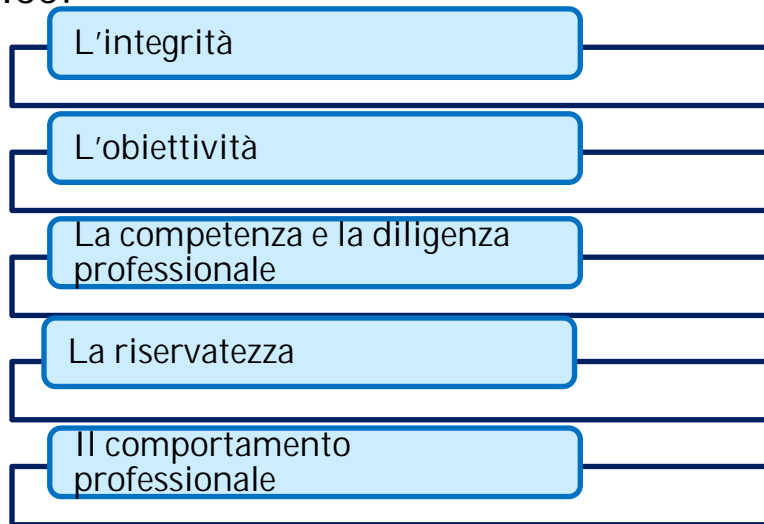 L'integrità
L'obiettività
La competenza e la diligenza
professionale
La riservatezza
Il comportamento
professionale